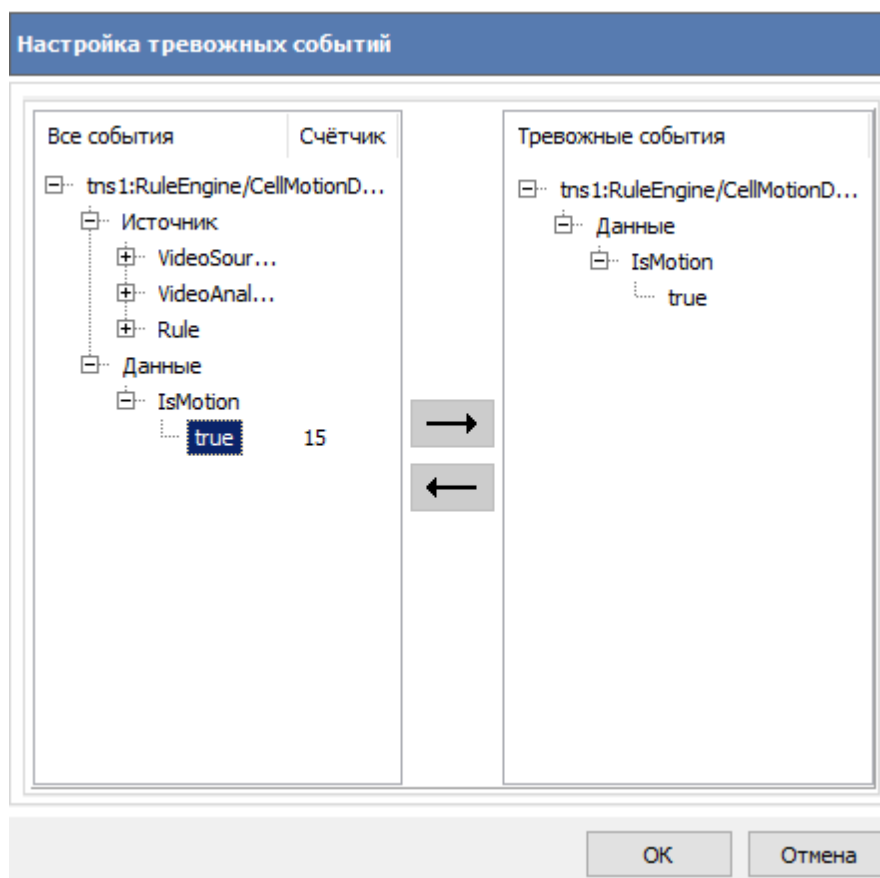 Настройка тревожных событий
Все события Счётчик
tns1:RuleEngine/CellMotionD...
Источник
VideoSour...
VideoAnal...
Rule
Данные
IsMotion
true 15
Тревожные события
tns1:RuleEngine/CellMotionD...
Данные
IsMotion
true
OK Отмена